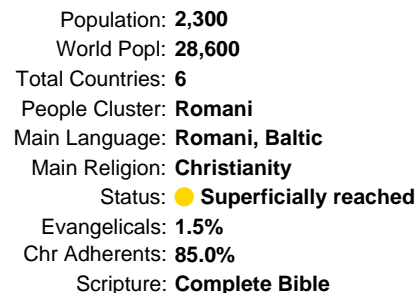 Population: 2,300
World Popl: 28,600
Total Countries: 6
People Cluster: Romani
Main Language: Romani, Baltic
Main Religion: Christianity
Status: Superficially reached
Evangelicals: 1.5%
Chr Adherents: 85.0%
Scripture: Complete Bible